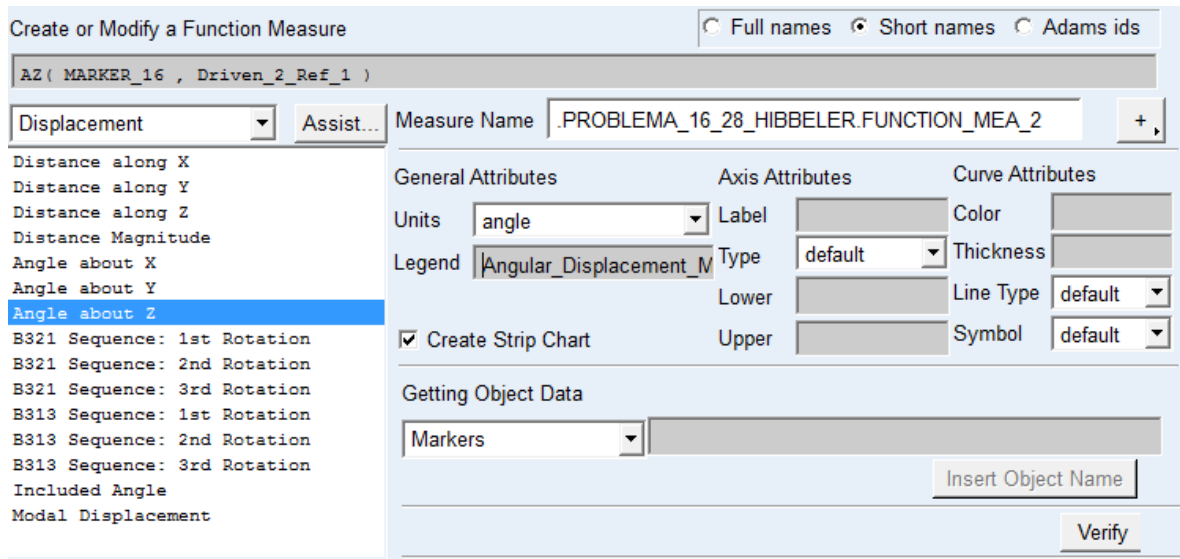 Create or Modify a Function Measure
Full names Short names Adams ids
AZ( MARKER_16 , Driven_2_Ref_1 )
Displacement
Assist...
Measure Name .PROBLEMA_16_28_HIBBELER.FUNCTION_MEA_2 +
Distance along X
Distance along Y
Distance along Z
Distance Magnitude
Angle about X
Angle about Y
Angle about Z
B321 Sequence: 1st Rotation
B321 Sequence: 2nd Rotation
B321 Sequence: 3rd Rotation
B313 Sequence: 1st Rotation
B313 Sequence: 2nd Rotation
B313 Sequence: 3rd Rotation
Included Angle
Modal Displacement
General Attributes
Units angle
Legend Angular_Displacement_M
Create Strip Chart
Axis Attributes
Label
Type default
Lower
Upper
Curve Attributes
Color
Thickness
Line Type default
Symbol default
Getting Object Data
Markers
Insert Object Name
Verify